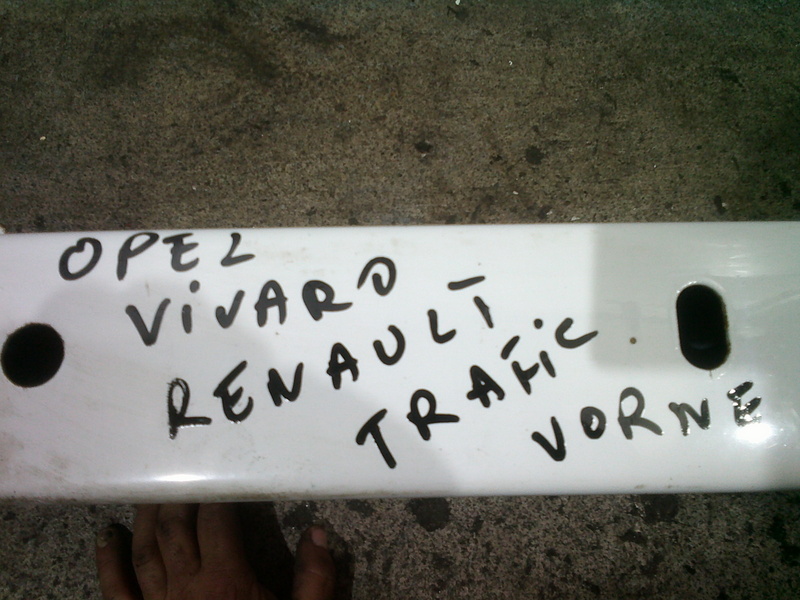 OPEL
ViVARO
RENAULT
TRAFiC
VORNE